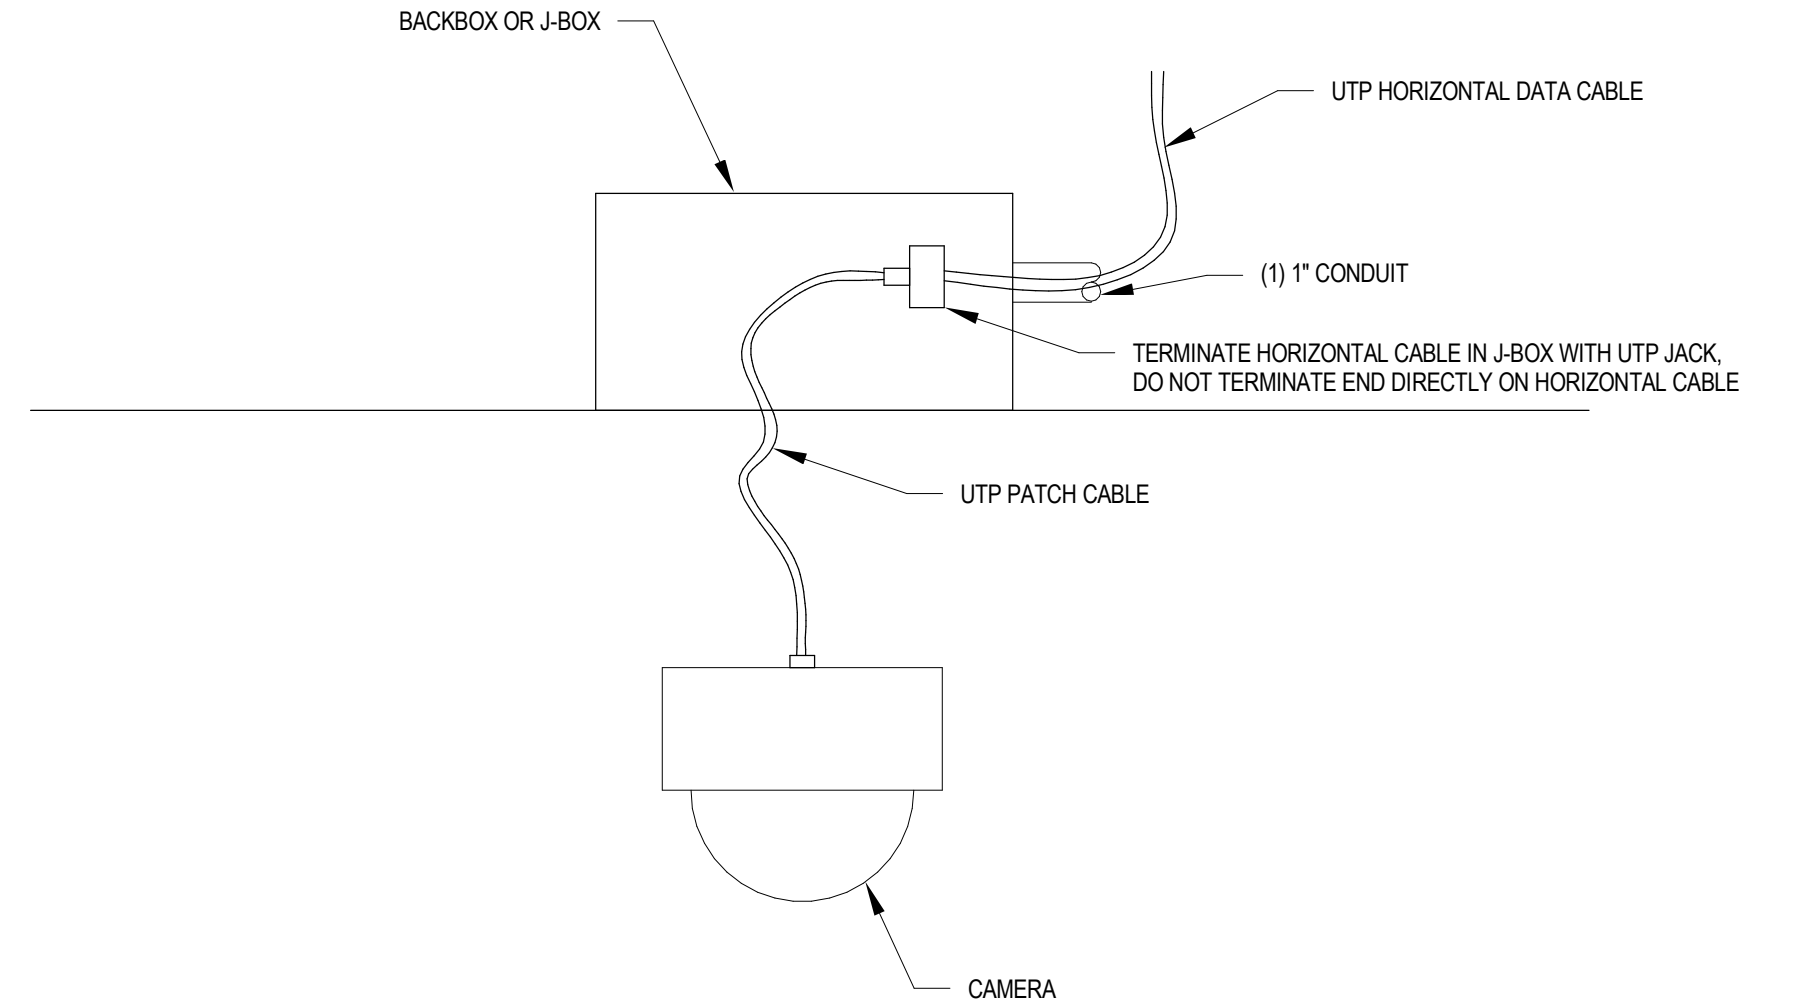 BACKBOX OR J-BOX
UTP HORIZONTAL DATA CABLE
(1) 1" CONDUIT
TERMINATE HORIZONTAL CABLE IN J-BOX WITH UTP JACK,
DO NOT TERMINATE END DIRECTLY ON HORIZONTAL CABLE
UTP PATCH CABLE
CAMERA